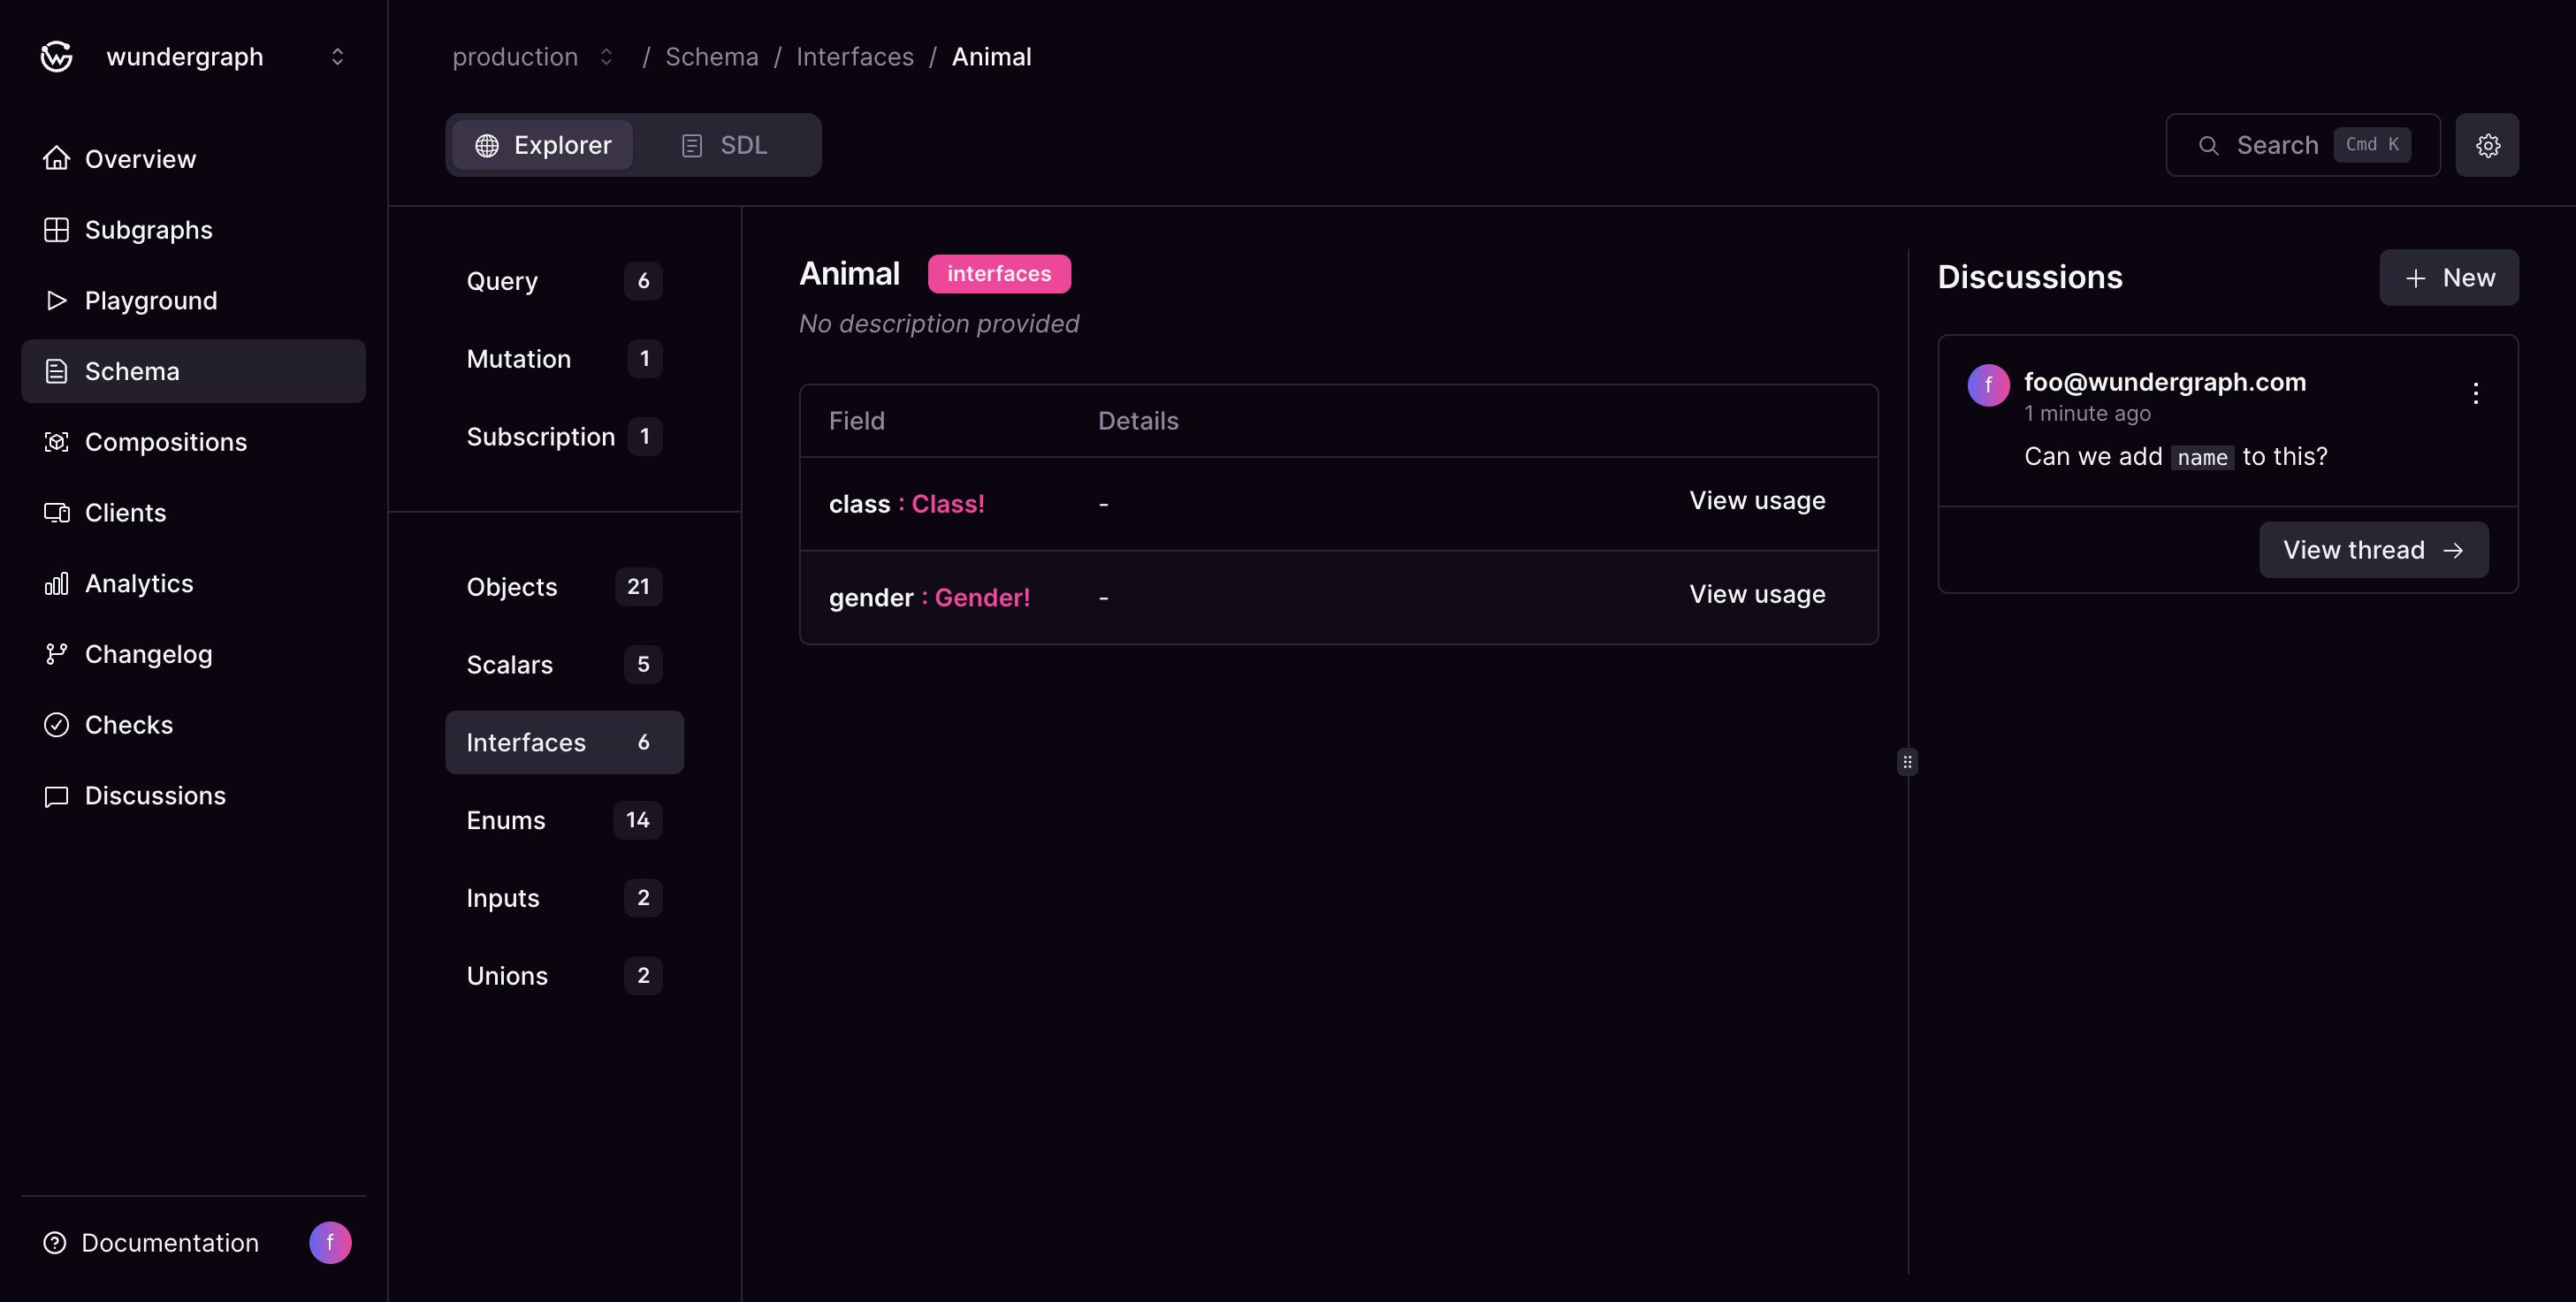 wundergraph
Overview
Subgraphs
Playground
Schema
Compositions
Clients
Analytics
Changelog
Checks
Discussions
Documentation
f
production / Schema / Interfaces / Animal
Explorer
SDL
Search Cmd K
Query 6
Mutation 1
Subscription 1
Objects 21
Scalars 5
Interfaces 6
Enums 14
Inputs 2
Unions 2
Animal interfaces
No description provided
Field Details
class : Class! - View usage
gender : Gender! - View usage
Discussions
+ New
f
foo@wundergraph.com
1 minute ago
Can we add name to this?
View thread →